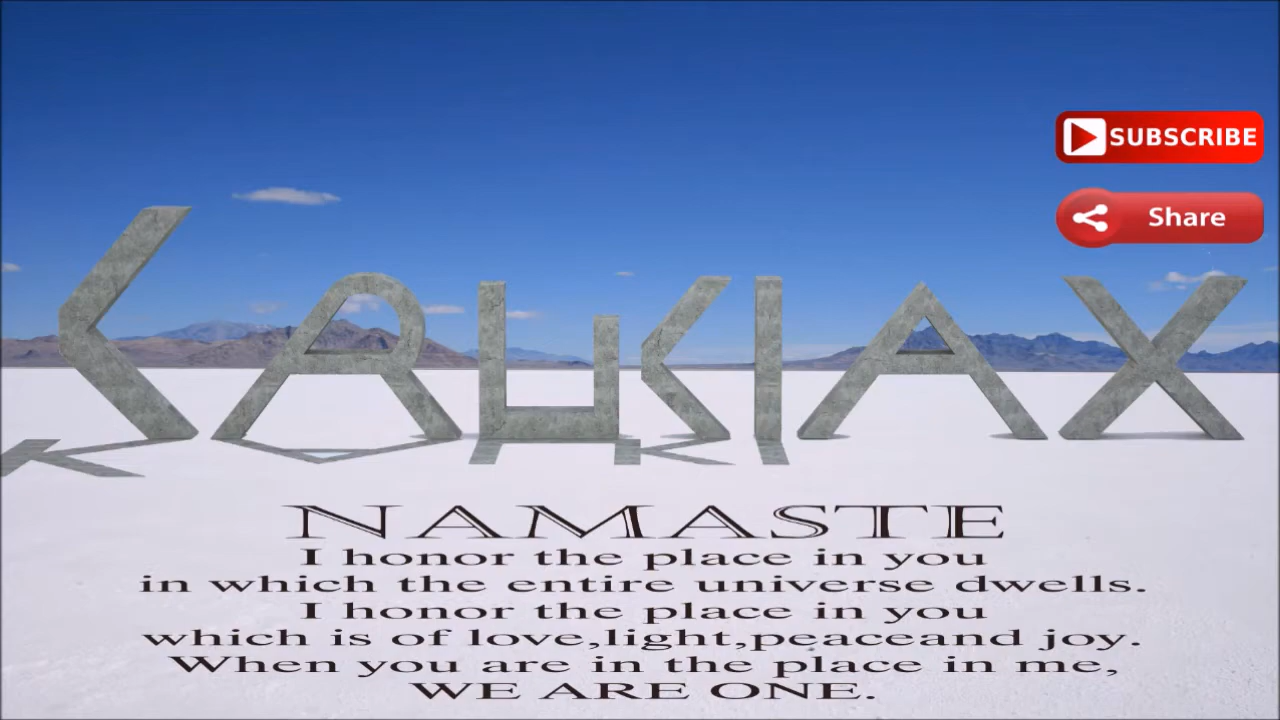 SUBSCRIBE
Share
NAMASTE
I honor the place in you
in which the entire universe dwells.
I honor the place in you
which is of love,light,peaceand joy.
When you are in the place in me,
WE ARE ONE.